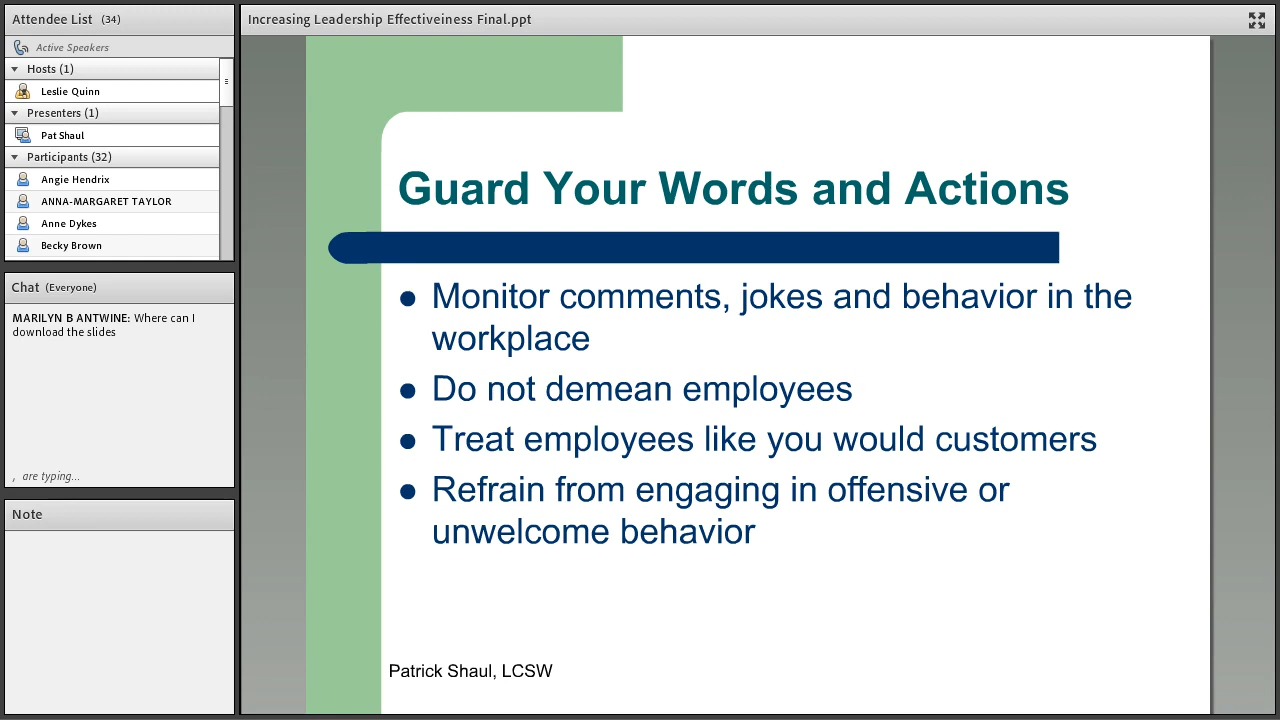 Attendee List (34)
Active Speakers
Hosts (1)
Leslie Quinn
Presenters (1)
Pat Shaul
Participants (32)
Angie Hendrix
ANNA-MARGARET TAYLOR
Anne Dykes
Becky Brown
Chat (Everyone)
MARILYN B ANTWINE: Where can I
download the slides
, are typing...
Note
Increasing Leadership Effectiveiness Final.ppt
Guard Your Words and Actions
● Monitor comments, jokes and behavior in the
workplace
● Do not demean employees
● Treat employees like you would customers
● Refrain from engaging in offensive or
unwelcome behavior
Patrick Shaul, LCSW